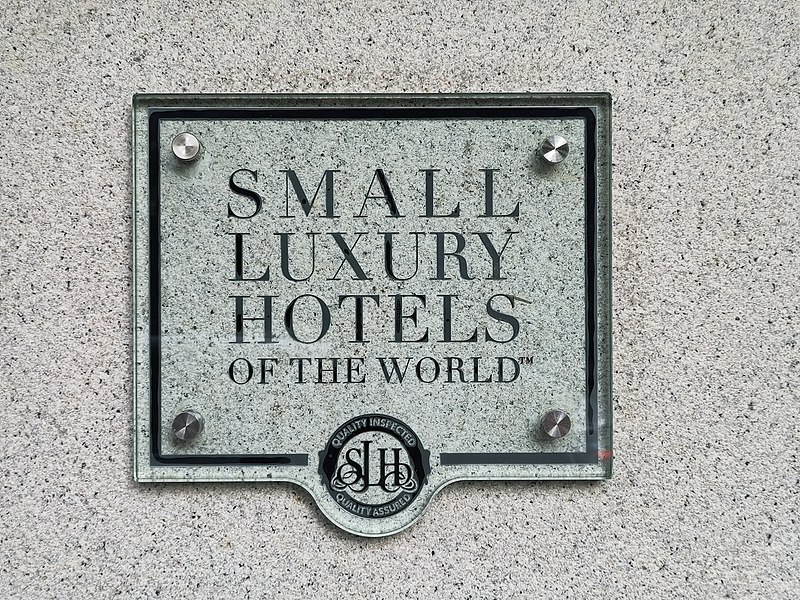 SMALL
LUXURY
HOTELS
OF THE WORLD™
QUALITY INSPECTED
SLH
QUALITY ASSURED